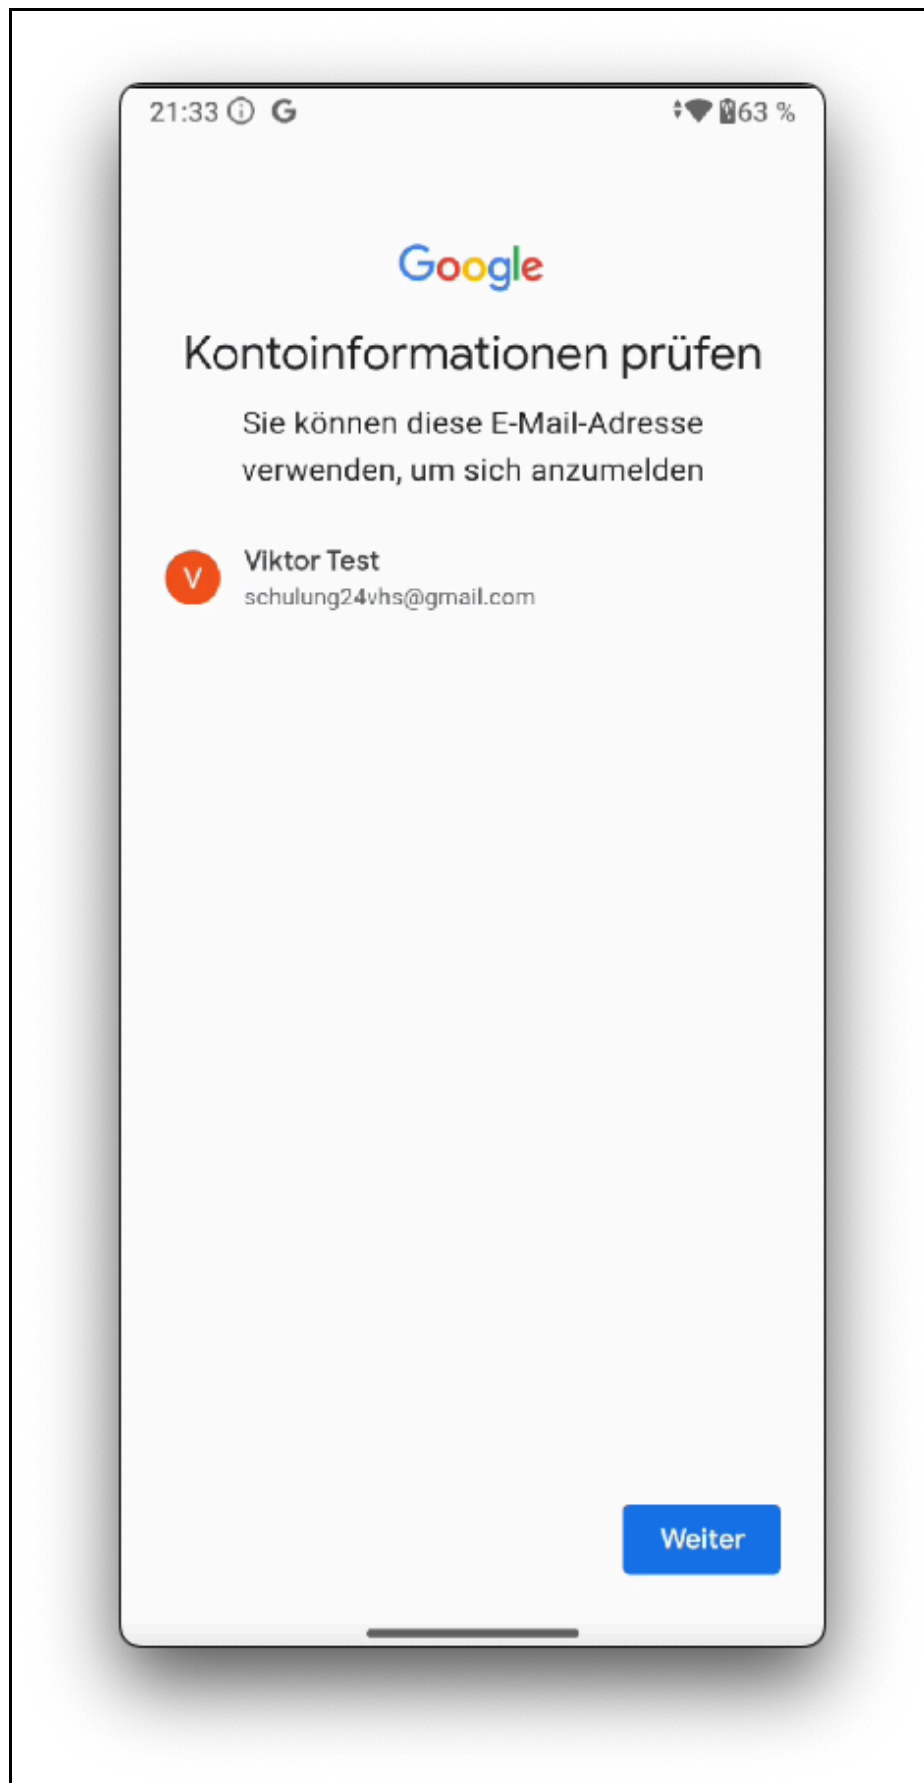 21:33 G 63 %
Google
Kontoinformationen prüfen
Sie können diese E-Mail-Adresse
verwenden, um sich anzumelden
V
Viktor Test
schulung24vhs@gmail.com
Weiter